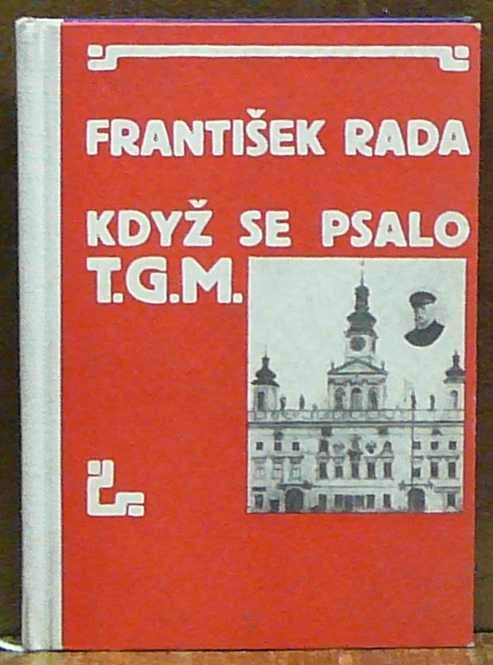 FRANTIŠEK RADA
KDYŽ SE PSALO
T.G.M.